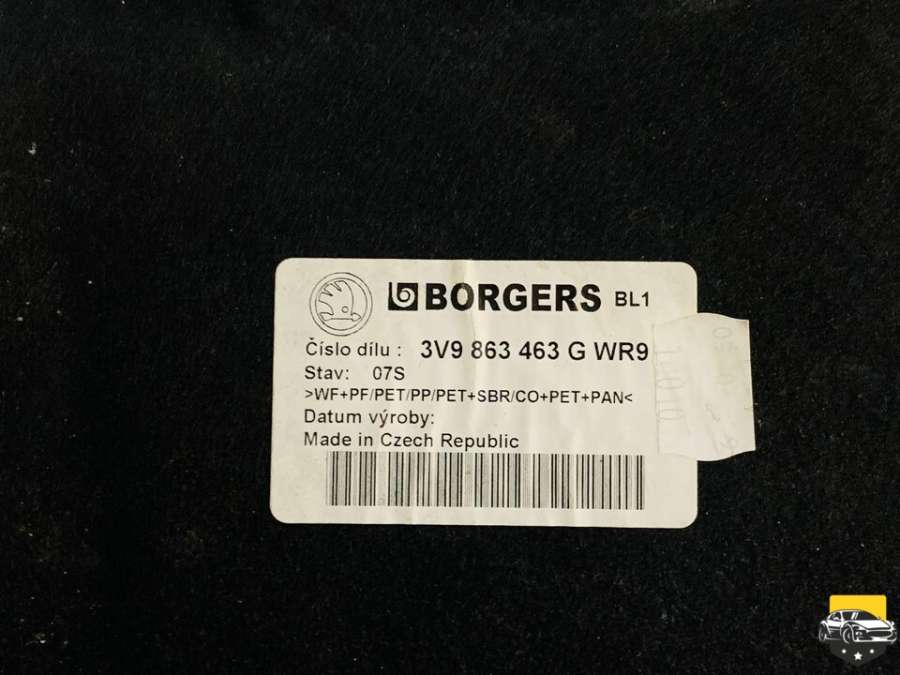 BORGERS BL1
Číslo dílu : 3V9 863 463 G WR9
Stav: 07S
>WF+PF/PET/PP/PET+SBR/CO+PET+PAN<
Datum výroby:
Made in Czech Republic